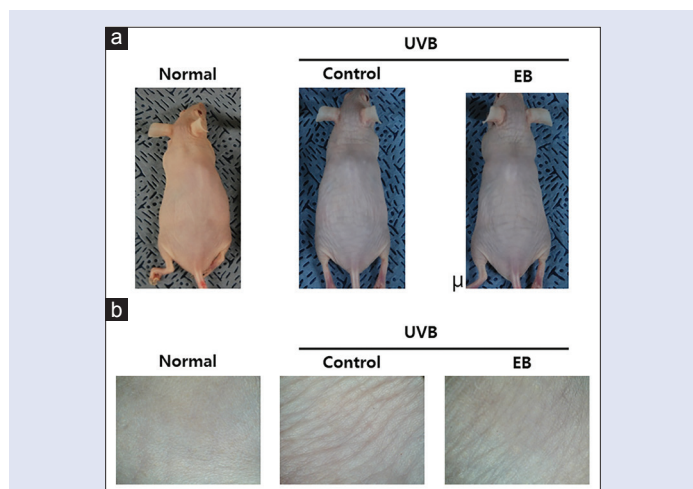 a
UVB
Normal Control EB
μ
b
UVB
Normal Control EB